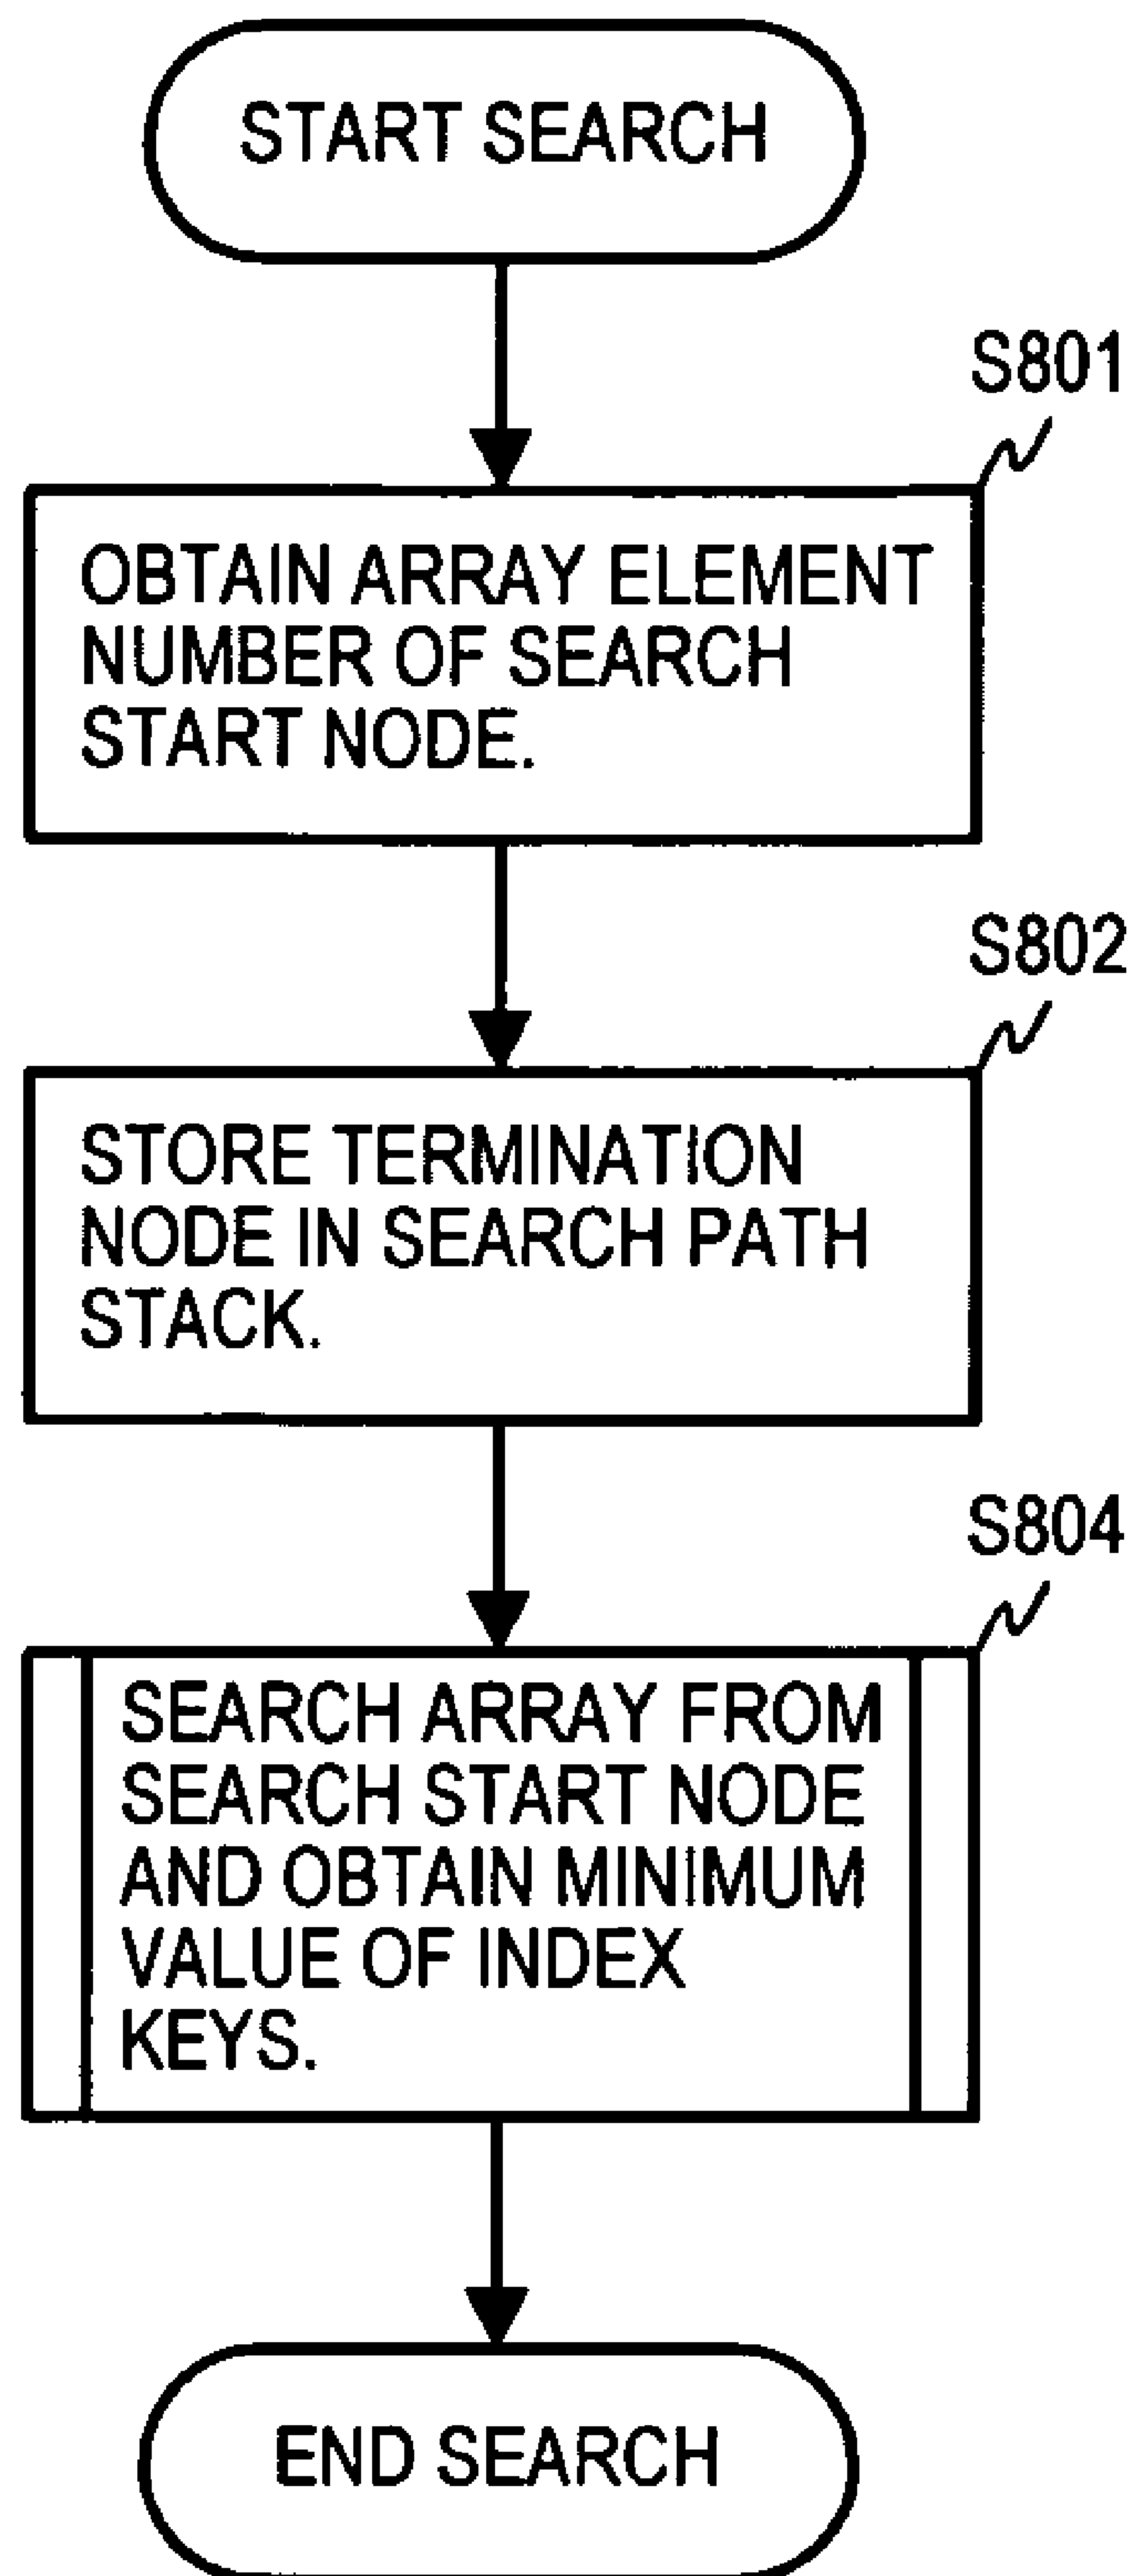 START SEARCH
S801
OBTAIN ARRAY ELEMENT
NUMBER OF SEARCH
START NODE.
S802
STORE TERMINATION
NODE IN SEARCH PATH
STACK.
S804
SEARCH ARRAY FROM
SEARCH START NODE
AND OBTAIN MINIMUM
VALUE OF INDEX
KEYS.
END SEARCH